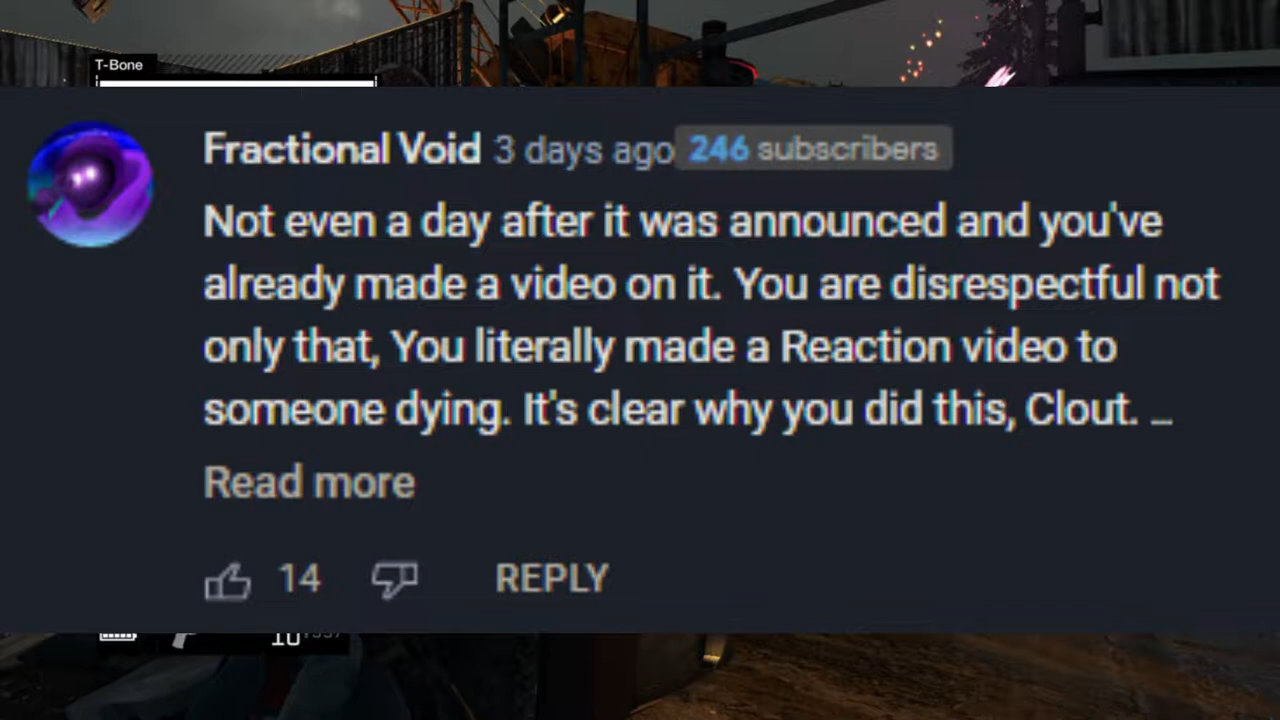 T-Bone
Fractional Void 3 days ago 246 subscribers
Not even a day after it was announced and you've
already made a video on it. You are disrespectful not
only that, You literally made a Reaction video to
someone dying. It's clear why you did this, Clout. ...
Read more
14 REPLY